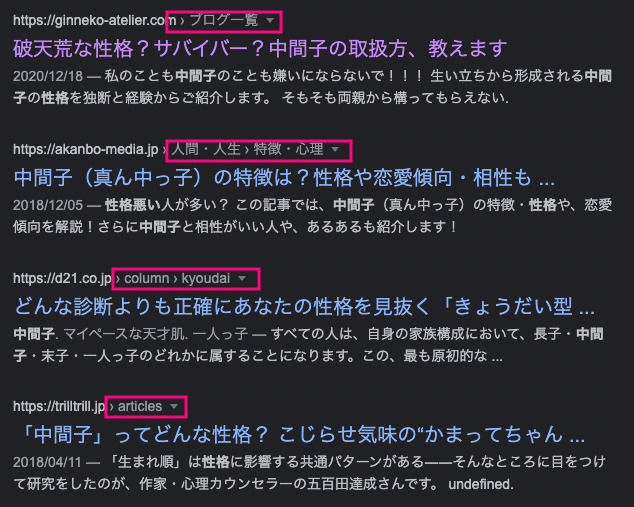 https://ginneko-atelier.com › ブログ一覧
破天荒な性格？サバイバー？中間子の取扱方、教えます
2020/12/18 — 私のことも中間子のことも嫌いにならないで！！！ 生い立ちから形成される中間
子の性格を独断と経験からご紹介します。 そもそも両親から構ってもらえない.
https://akanbo-media.jp › 人間・人生 › 特徴・心理
中間子（真ん中っ子）の特徴は？性格や恋愛傾向・相性も ...
2018/12/05 — 性格悪い人が多い？ この記事では、中間子（真ん中っ子）の特徴・性格や、恋愛
傾向を解説！さらに中間子と相性がいい人や、あるあるも紹介します！
https://d21.co.jp › column › kyoudai
どんな診断よりも正確にあなたの性格を見抜く「きょうだい型 ...
中間子. マイペースな天才肌. 一人っ子 — すべての人は、自身の家族構成において、長子・中間
子・末子・一人っ子のどれかに属することになります。この、最も原初的な ...
https://trilltrill.jp › articles
「中間子」ってどんな性格？ こじらせ気味の“かまってちゃん ...
2018/04/11 — 「生まれ順」は性格に影響する共通パターンがある——そんなところに目をつけ
て研究をしたのが、作家・心理カウンセラーの五百田達成さんです。 undefined.